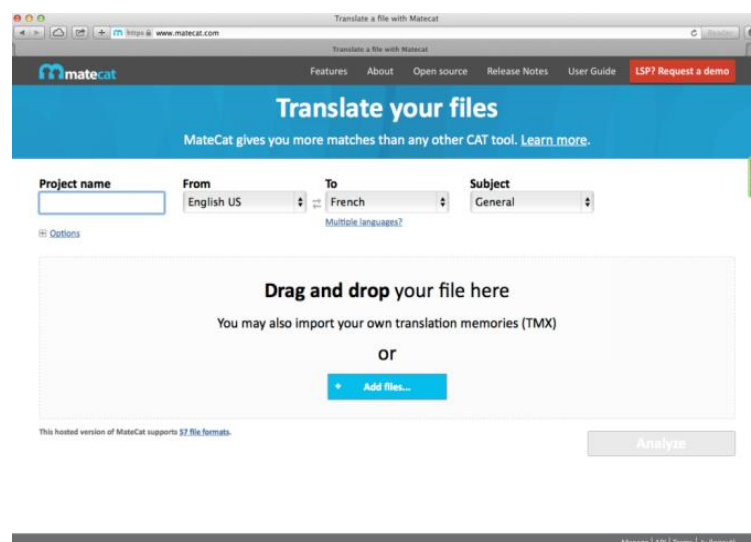 Translate a file with Matecat
https www.matecat.com
Reader
Translate a file with Matecat
matecat
Features About Open source Release Notes User Guide LSP? Request a demo
Translate your files
MateCat gives you more matches than any other CAT tool. Learn more.
Project name From To Subject
English US French General
Multiple languages?
Options
Drag and drop your file here
You may also import your own translation memories (TMX)
or
+ Add files...
This hosted version of MateCat supports 57 file formats.
Analyze